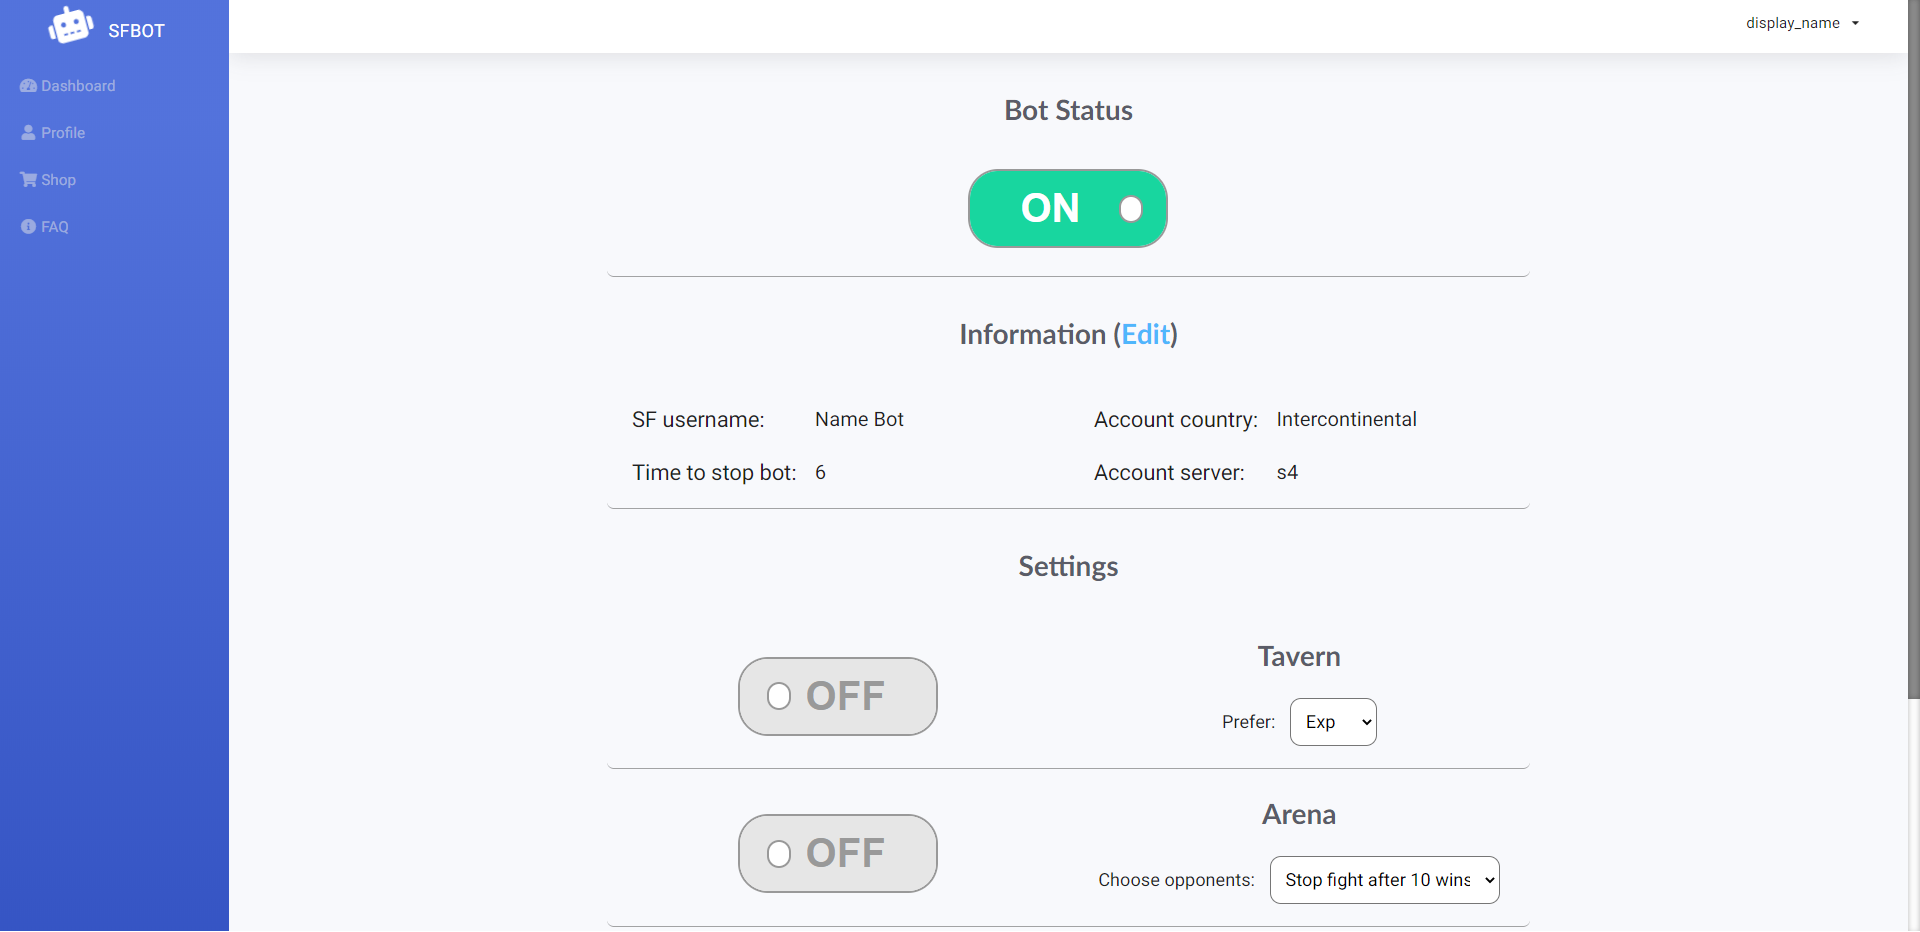 SFBOT
display_name
Dashboard
Profile
Shop
FAQ
Bot Status
ON
Information (Edit)
SF username: Name Bot
Account country: Intercontinental
Time to stop bot: 6
Account server: s4
Settings
OFF
Tavern
Prefer: Exp
OFF
Arena
Choose opponents: Stop fight after 10 wins